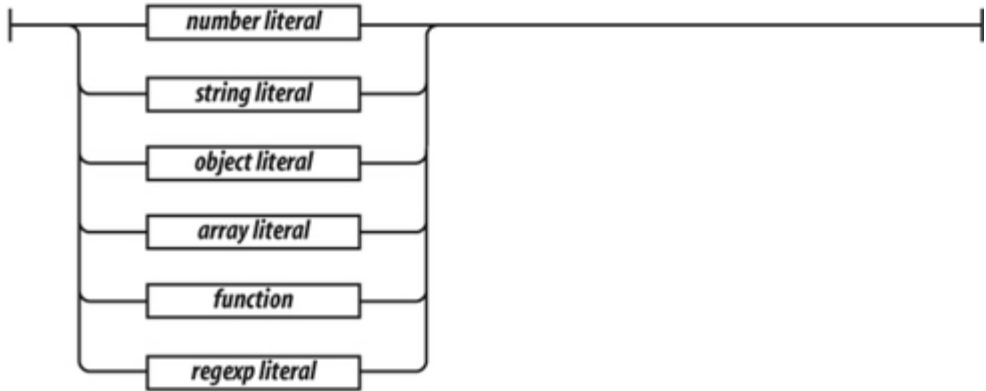 number literal
string literal
object literal
array literal
function
regexp literal